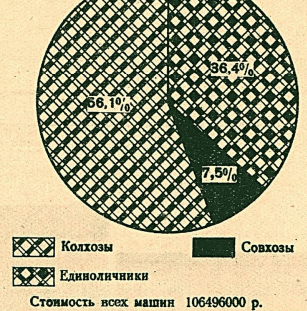 36,4%
56,1%
7,5%
Колхозы
Совхозы
Единоличники
Стоимость всех машин 106496000 р.